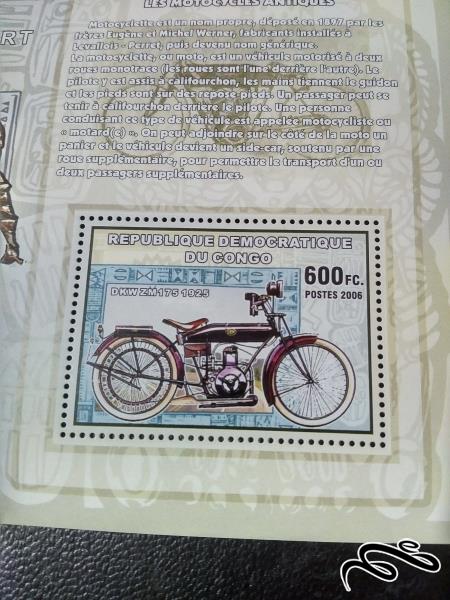 LES MOTOCYCLES ANTIQUES
Motocyclette est un nom propre, déposé en 1897 par les
frères Eugène et Michel Werner, fabricants installés à
Levallois - Perret, puis devenu nom générique.
La motocyclette, ou moto, est un véhicule motorisé à deux
roues monotrace (les roues sont l'une derrière l'autre). Le
pilote y est assis à califourchon, les mains tiennent le guidon
et les pieds sont sur des repose-pieds. Un passager peut se
tenir à califourchon derrière le pilote. Une personne
conduisant ce type de véhicule est appelée motocycliste ou
« motard(e) ». On peut adjoindre sur le côté de la moto un
panier et le véhicule devient un side-car, soutenu par une
roue supplémentaire, pour permettre le transport d'un ou
deux passagers supplémentaires.
RT
REPUBLIQUE DEMOCRATIQUE
DU CONGO
600FC.
POSTES 2006
DKW ZM 175 1925